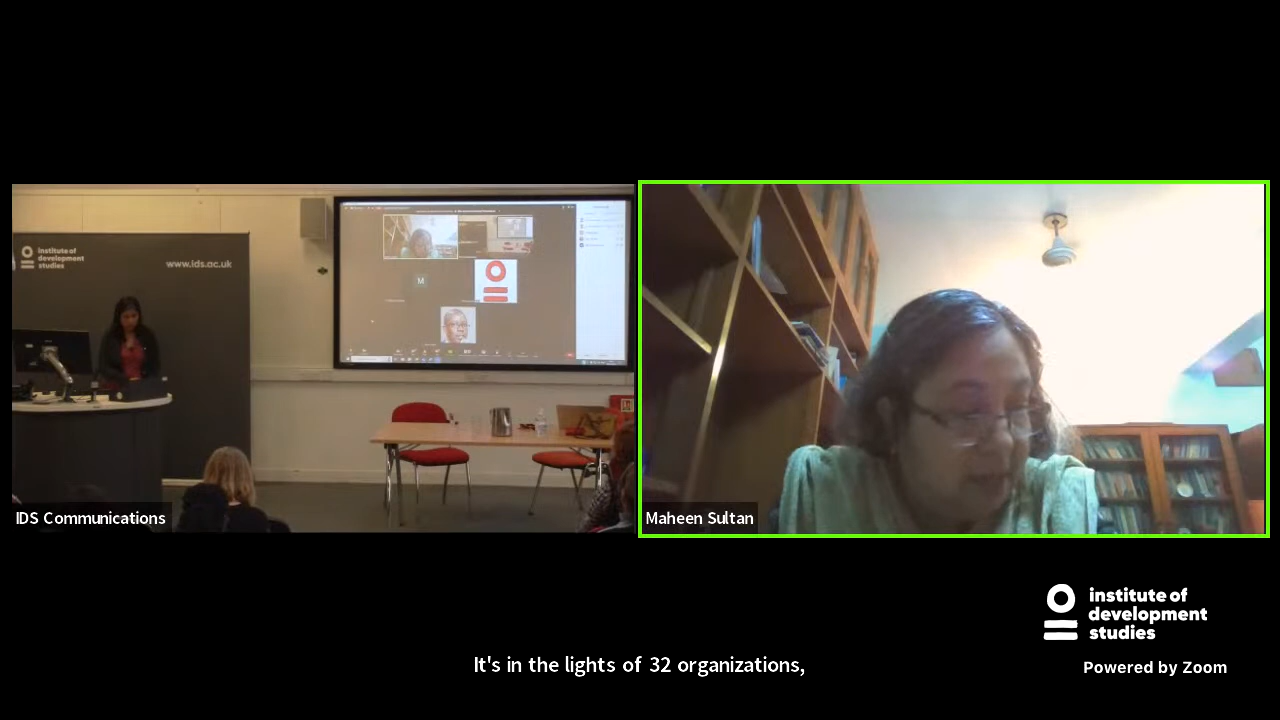 institute of
development
studies
www.ids.ac.uk
M
IDS Communications
Maheen Sultan
institute of
development
studies
Powered by Zoom
It's in the lights of 32 organizations,